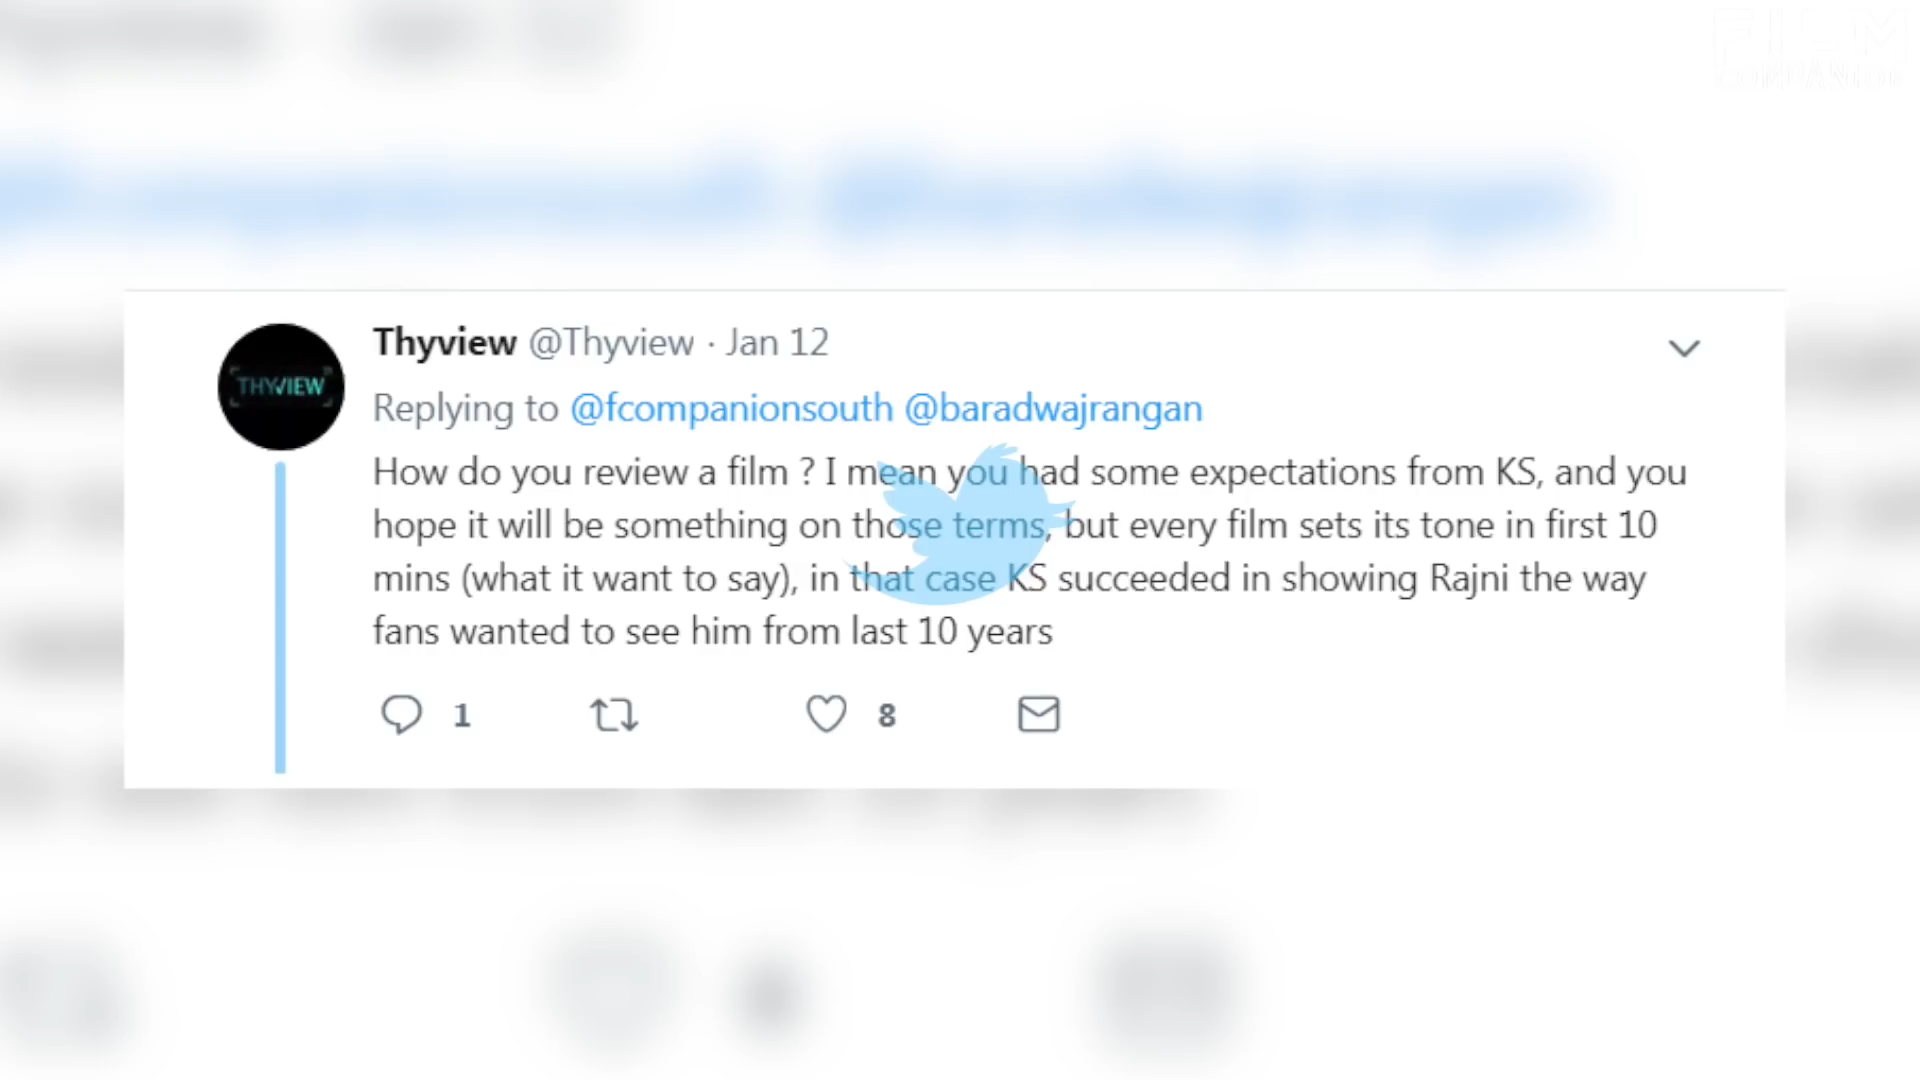 FILM
COMPANION
THYVIEW
Thyview @Thyview · Jan 12
Replying to @fcompanionsouth @baradwajrangan
How do you review a film ? I mean you had some expectations from KS, and you
hope it will be something on those terms, but every film sets its tone in first 10
mins (what it want to say), in that case KS succeeded in showing Rajni the way
fans wanted to see him from last 10 years
1
8